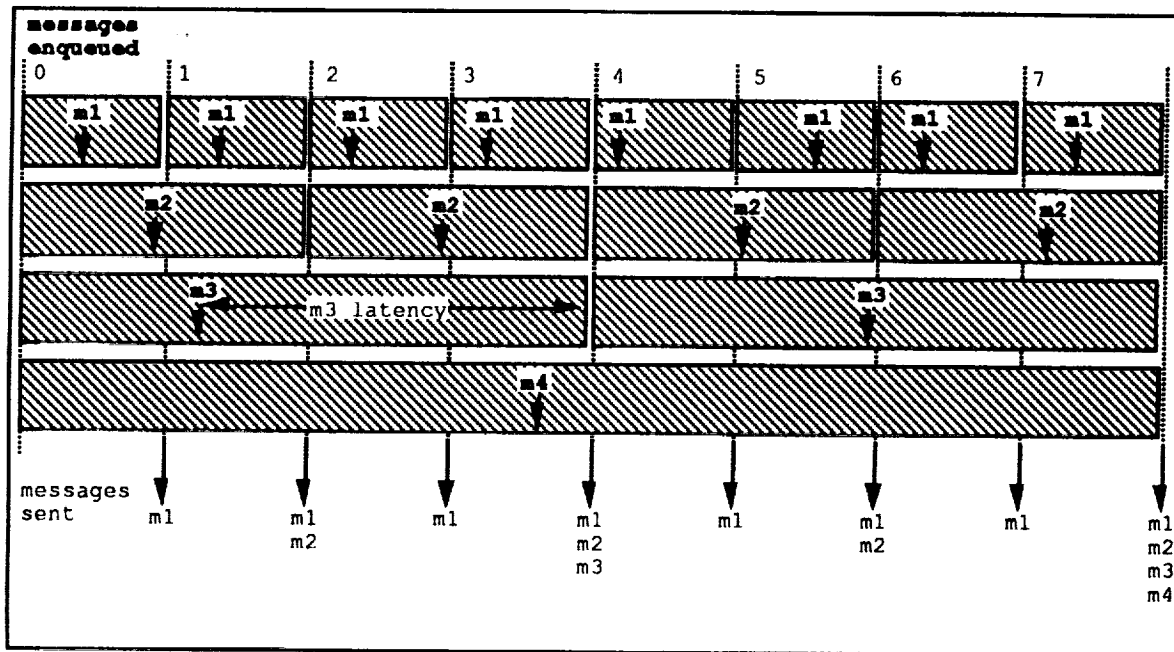 messages
enqueued
0 1 2 3 4 5 6 7
m1 m1 m1 m1 m1 m1 m1 m1
m2 m2 m2 m2
m3 m3
m3 latency
m4
messages
sent
m1 m1 m1 m1 m1 m1 m1 m1
m2 m2 m2 m2
m3 m3
m4